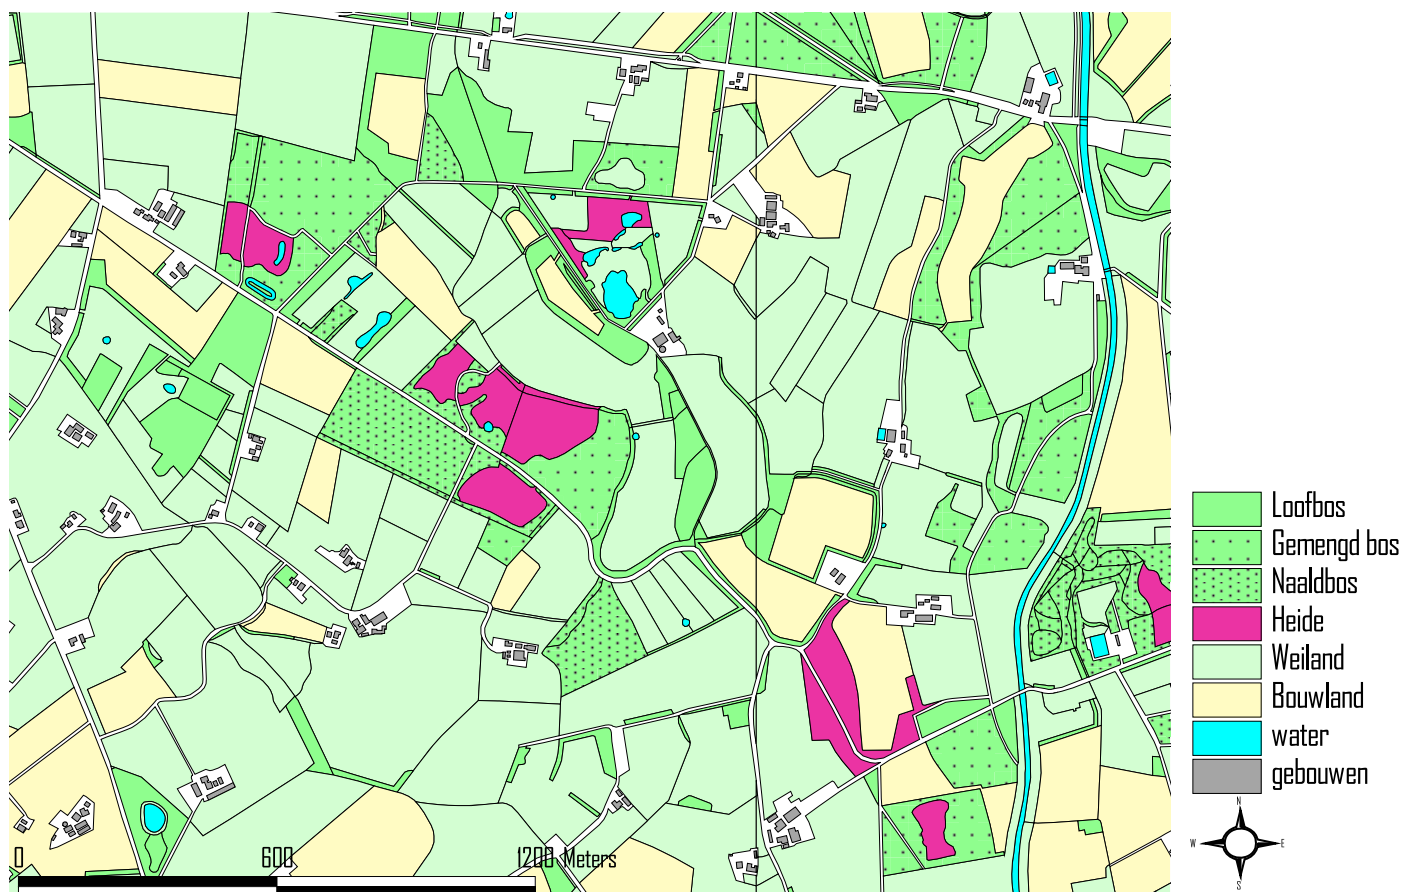 Loofbos
Gemengd bos
Naaldbos
Heide
Weiland
Bouwland
water
gebouwen
N
W E
S
0 600 1200 Meters